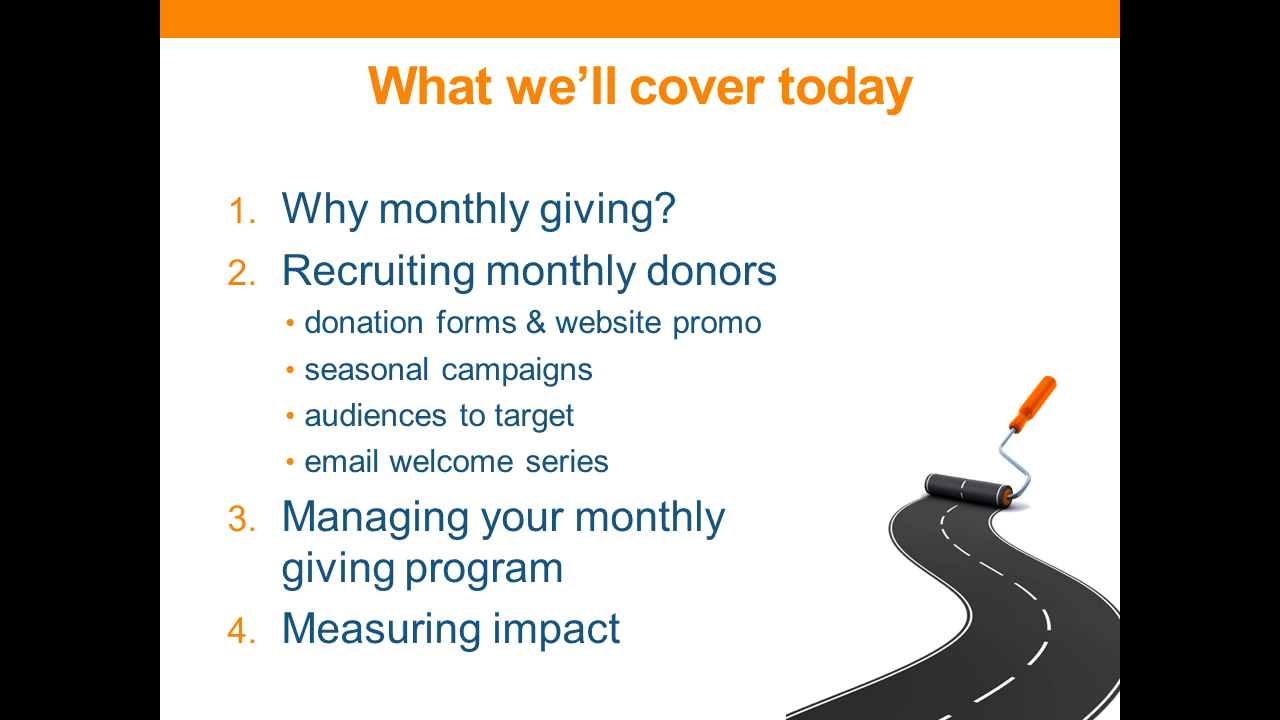 What we’ll cover today
1. Why monthly giving?
2. Recruiting monthly donors
• donation forms & website promo
• seasonal campaigns
• audiences to target
• email welcome series
3. Managing your monthly
giving program
4. Measuring impact